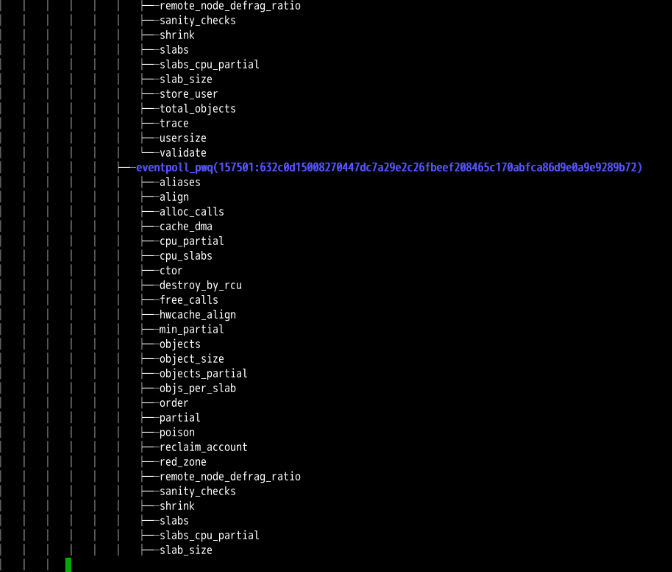 remote_node_defrag_ratio
sanity_checks
shrink
slabs
slabs_cpu_partial
slab_size
store_user
total_objects
trace
usersize
validate
eventpoll_pwq(157501:632c0d15008270447dc7a29e2c26fbeef208465c170abfca86d9e0a9e9289b72)
aliases
align
alloc_calls
cache_dma
cpu_partial
cpu_slabs
ctor
destroy_by_rcu
free_calls
hwcache_align
min_partial
objects
object_size
objects_partial
objs_per_slab
order
partial
poison
reclaim_account
red_zone
remote_node_defrag_ratio
sanity_checks
shrink
slabs
slabs_cpu_partial
slab_size